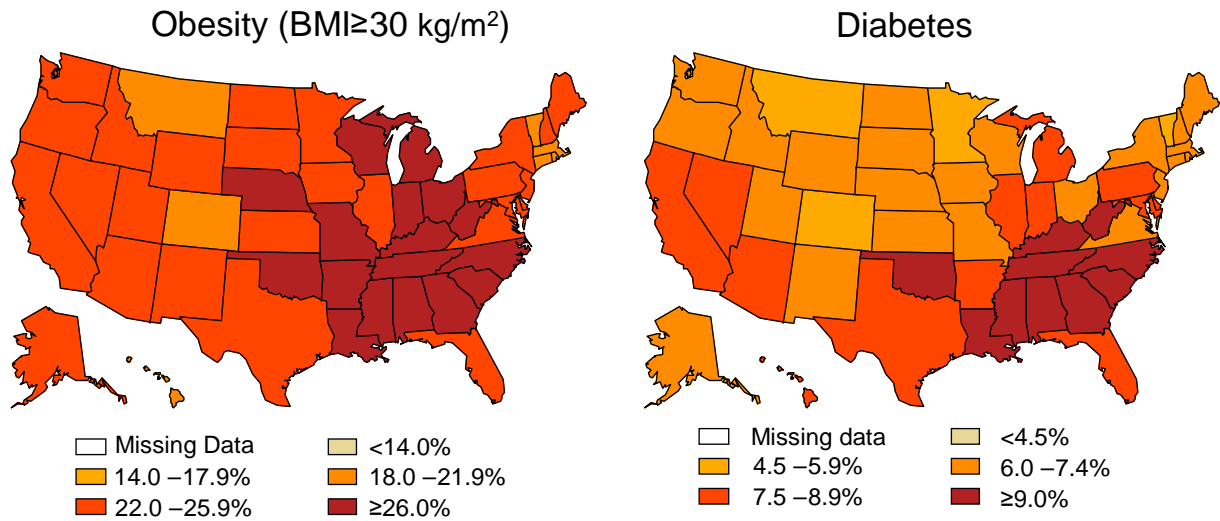 Obesity (BMI≥30 kg/m²)
Diabetes
Missing Data
<14.0%
14.0 –17.9%
18.0 –21.9%
22.0 –25.9%
≥26.0%
Missing data
<4.5%
4.5 –5.9%
6.0 –7.4%
7.5 –8.9%
≥9.0%